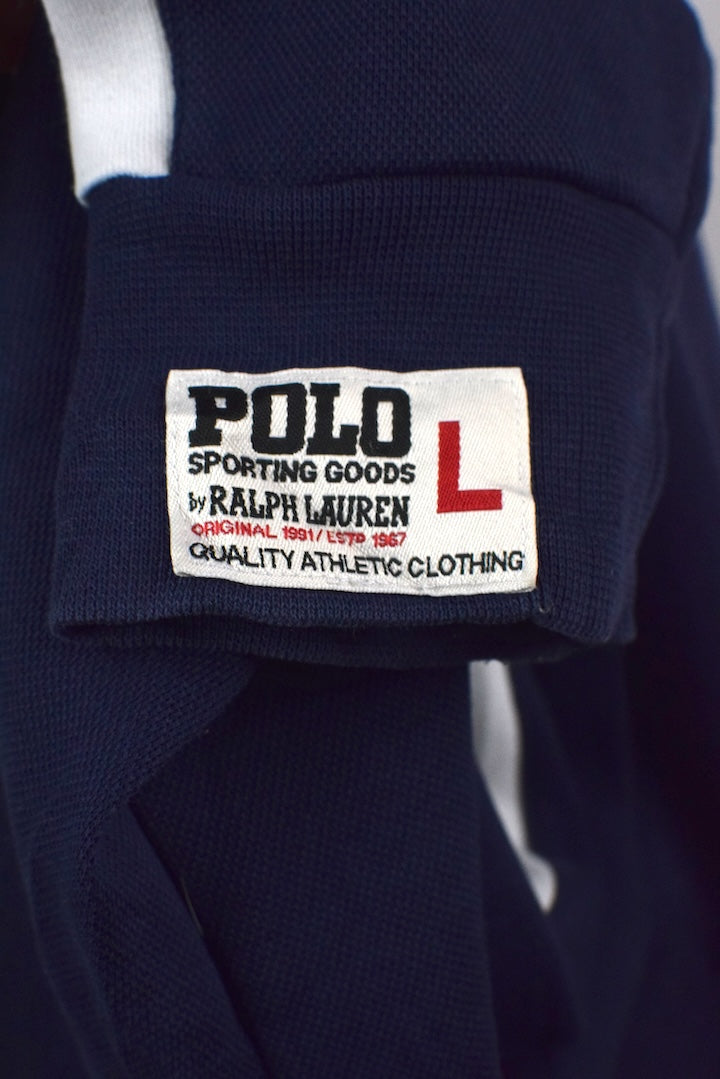 POLO
SPORTING GOODS
by RALPH LAUREN
ORIGINAL 1991/ESTD 1967
QUALITY ATHLETIC CLOTHING
L